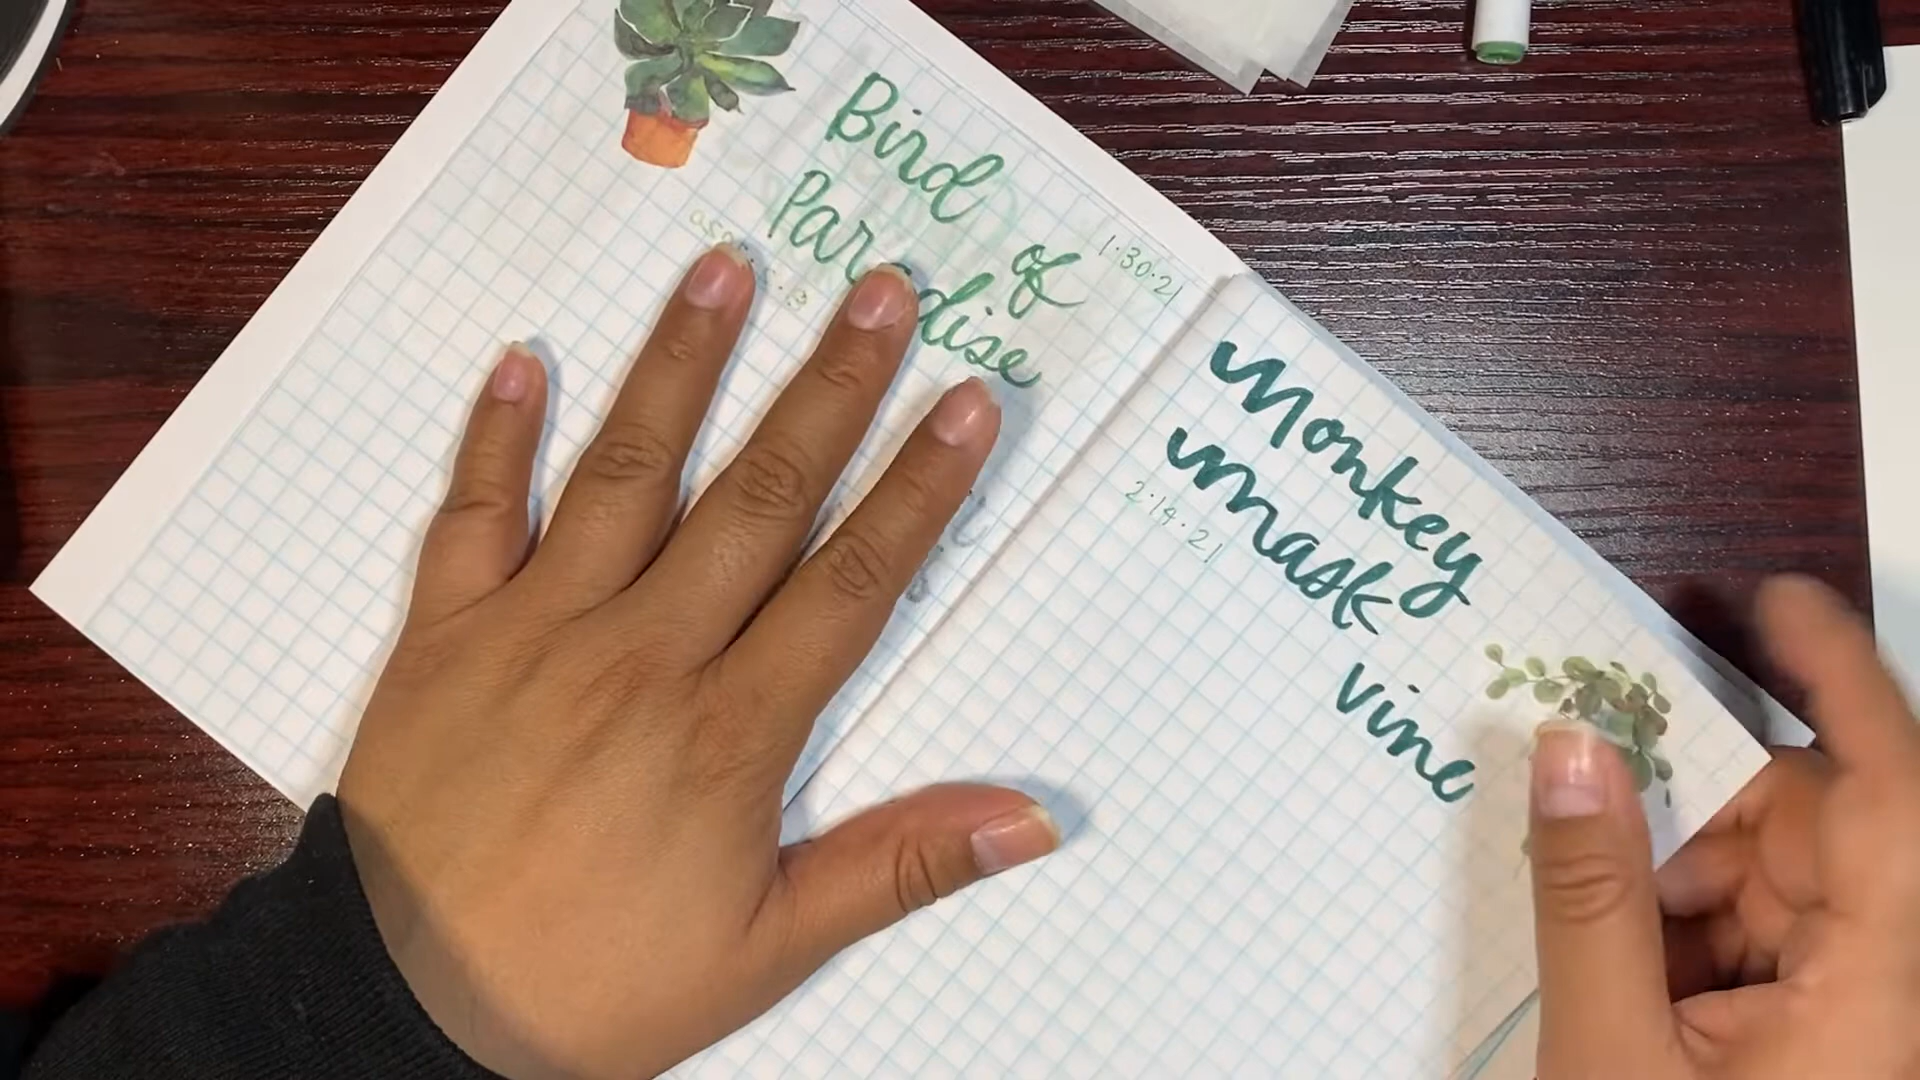 Bird
of
Paradise
1.30.21
Monkey
mask
vine
2.14.21